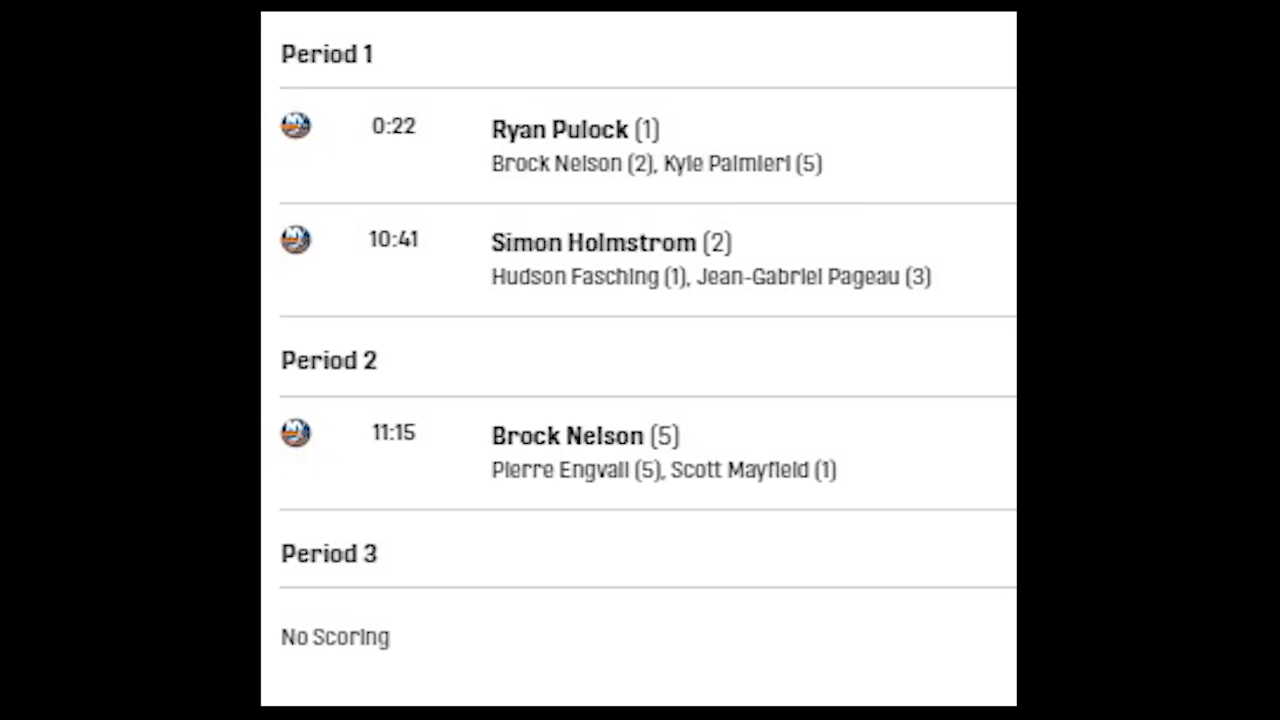 Period 1
0:22 Ryan Pulock (1)
Brock Nelson (2), Kyle Palmieri (5)
10:41 Simon Holmstrom (2)
Hudson Fasching (1), Jean-Gabriel Pageau (3)
Period 2
11:15 Brock Nelson (5)
Pierre Engvall (5), Scott Mayfield (1)
Period 3
No Scoring